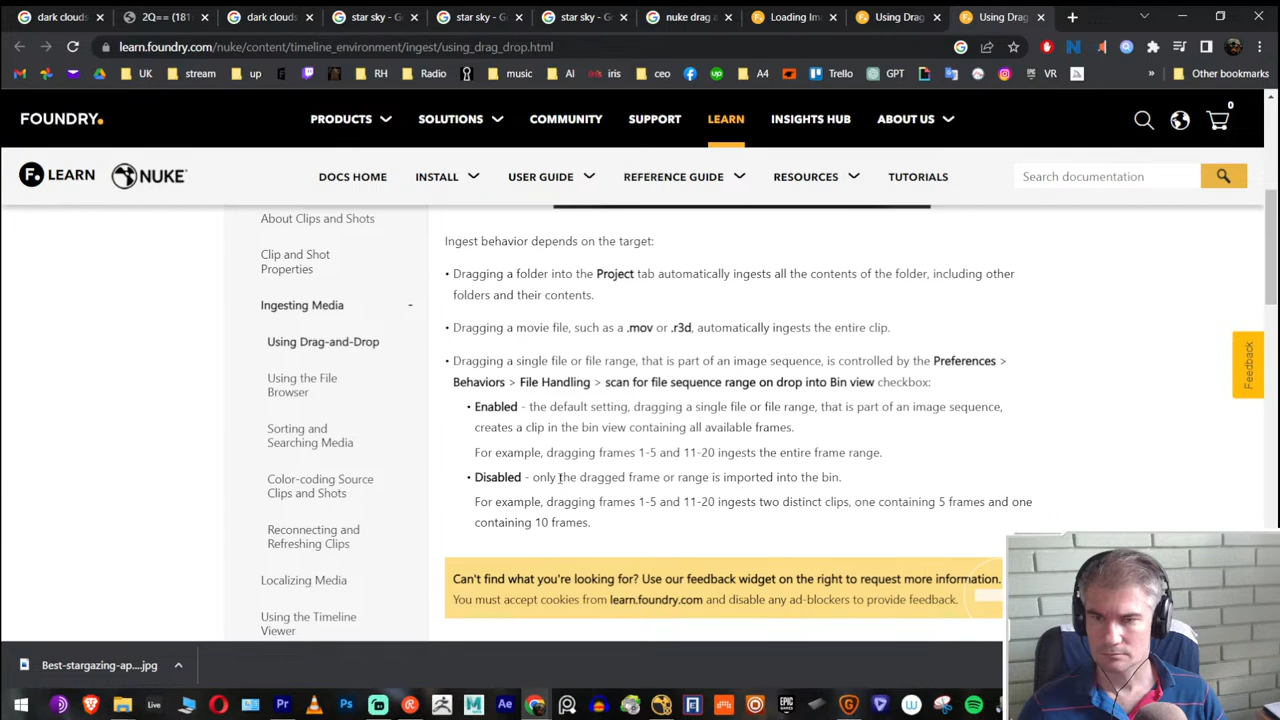 dark clouds
2Q== (181
dark clouds
star sky - G
star sky - G
star sky - G
nuke drag a
Loading Im
Using Drag
Using Drag
learn.foundry.com/nuke/content/timeline_environment/ingest/using_drag_drop.html
UK
stream
up
RH
Radio
music
AI
iris
ceo
A4
Trello
GPT
VR
»
Other bookmarks
FOUNDRY.
PRODUCTS
SOLUTIONS
COMMUNITY
SUPPORT
LEARN
INSIGHTS HUB
ABOUT US
0
F. LEARN
NUKE
DOCS HOME
INSTALL
USER GUIDE
REFERENCE GUIDE
RESOURCES
TUTORIALS
Search documentation
About Clips and Shots
Clip and Shot
Properties
Ingesting Media -
Using Drag-and-Drop
Using the File
Browser
Sorting and
Searching Media
Color-coding Source
Clips and Shots
Reconnecting and
Refreshing Clips
Localizing Media
Using the Timeline
Viewer
Ingest behavior depends on the target:
• Dragging a folder into the Project tab automatically ingests all the contents of the folder, including other
folders and their contents.
• Dragging a movie file, such as a .mov or .r3d, automatically ingests the entire clip.
• Dragging a single file or file range, that is part of an image sequence, is controlled by the Preferences >
Behaviors > File Handling > scan for file sequence range on drop into Bin view checkbox:
• Enabled - the default setting, dragging a single file or file range, that is part of an image sequence,
creates a clip in the bin view containing all available frames.
For example, dragging frames 1-5 and 11-20 ingests the entire frame range.
• Disabled - only the dragged frame or range is imported into the bin.
For example, dragging frames 1-5 and 11-20 ingests two distinct clips, one containing 5 frames and one
containing 10 frames.
Can't find what you're looking for? Use our feedback widget on the right to request more information.
You must accept cookies from learn.foundry.com and disable any ad-blockers to provide feedback.
Feedback
Best-stargazing-ap....jpg
Live
Pr
Ps
Ae
EPIC
GAMES